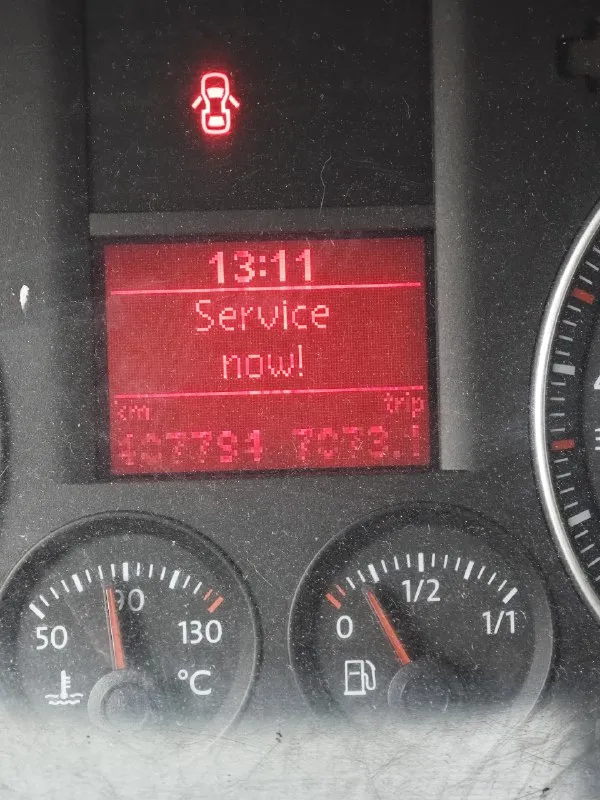 13:11
Service
now!
km trip
50 90 130
°C
0 1/2 1/1